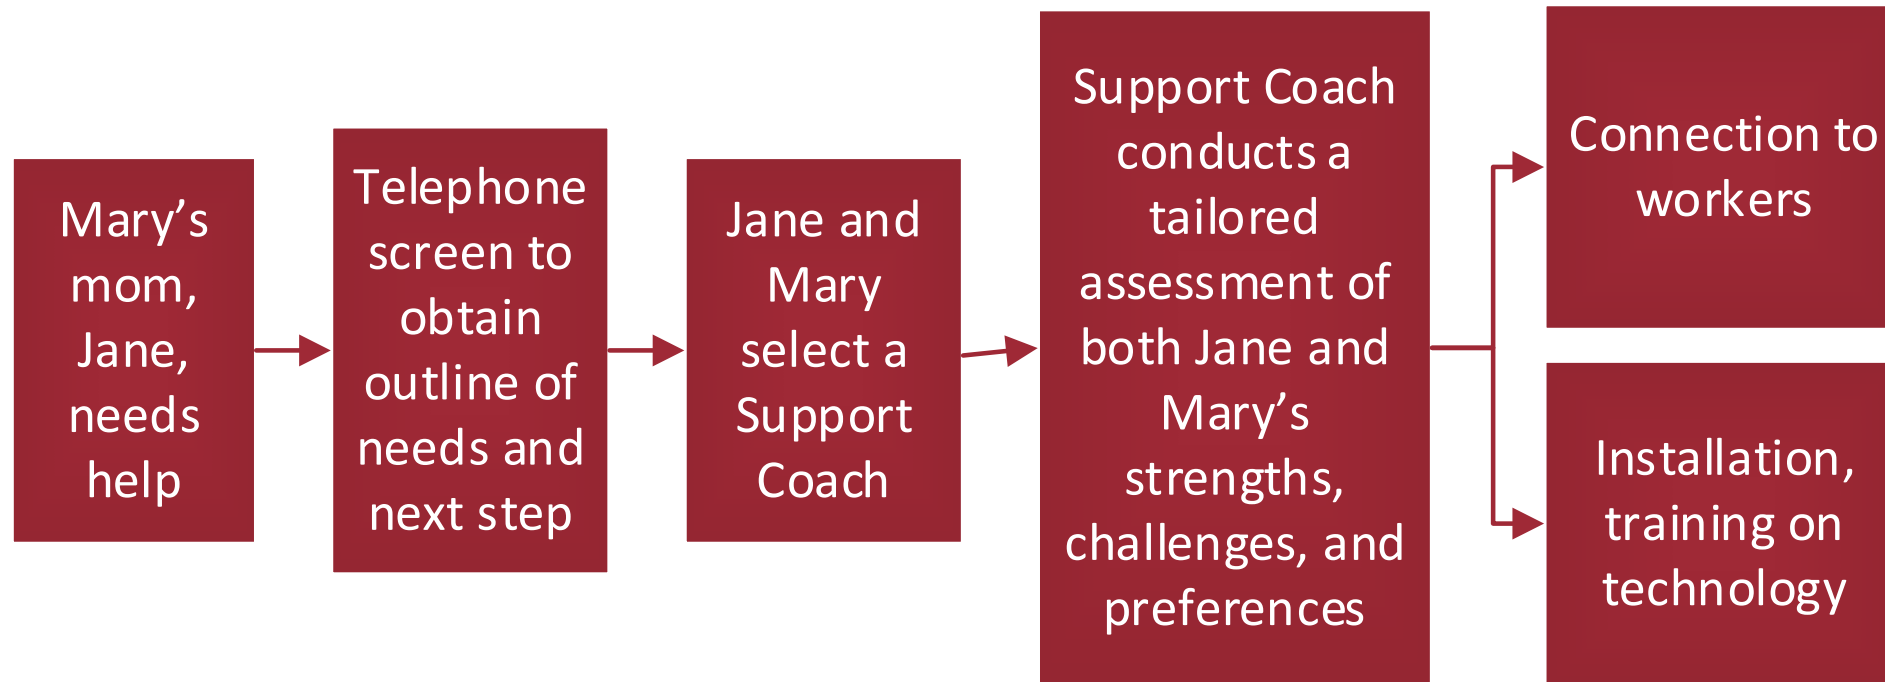 Mary’s
mom,
Jane,
needs
help
Telephone
screen to
obtain
outline of
needs and
next step
Jane and
Mary
select a
Support
Coach
Support Coach
conducts a
tailored
assessment of
both Jane and
Mary’s
strengths,
challenges, and
preferences
Connection to
workers
Installation,
training on
technology